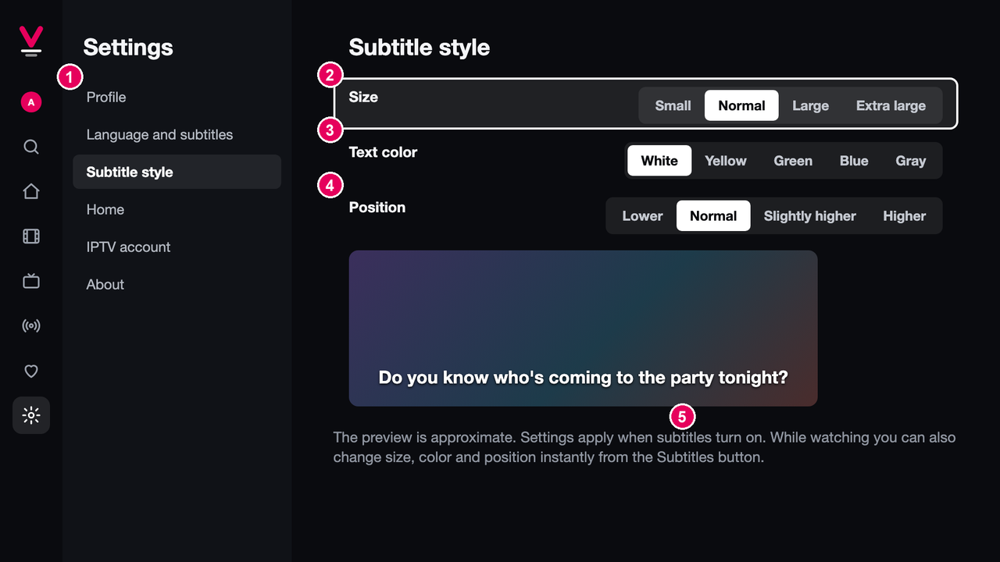 Settings
1
Profile
A
Language and subtitles
Subtitle style
Home
IPTV account
About
Subtitle style
2
Size
Small Normal Large Extra large
3
Text color
White Yellow Green Blue Gray
4
Position
Lower Normal Slightly higher Higher
Do you know who's coming to the party tonight?
5
The preview is approximate. Settings apply when subtitles turn on. While watching you can also
change size, color and position instantly from the Subtitles button.